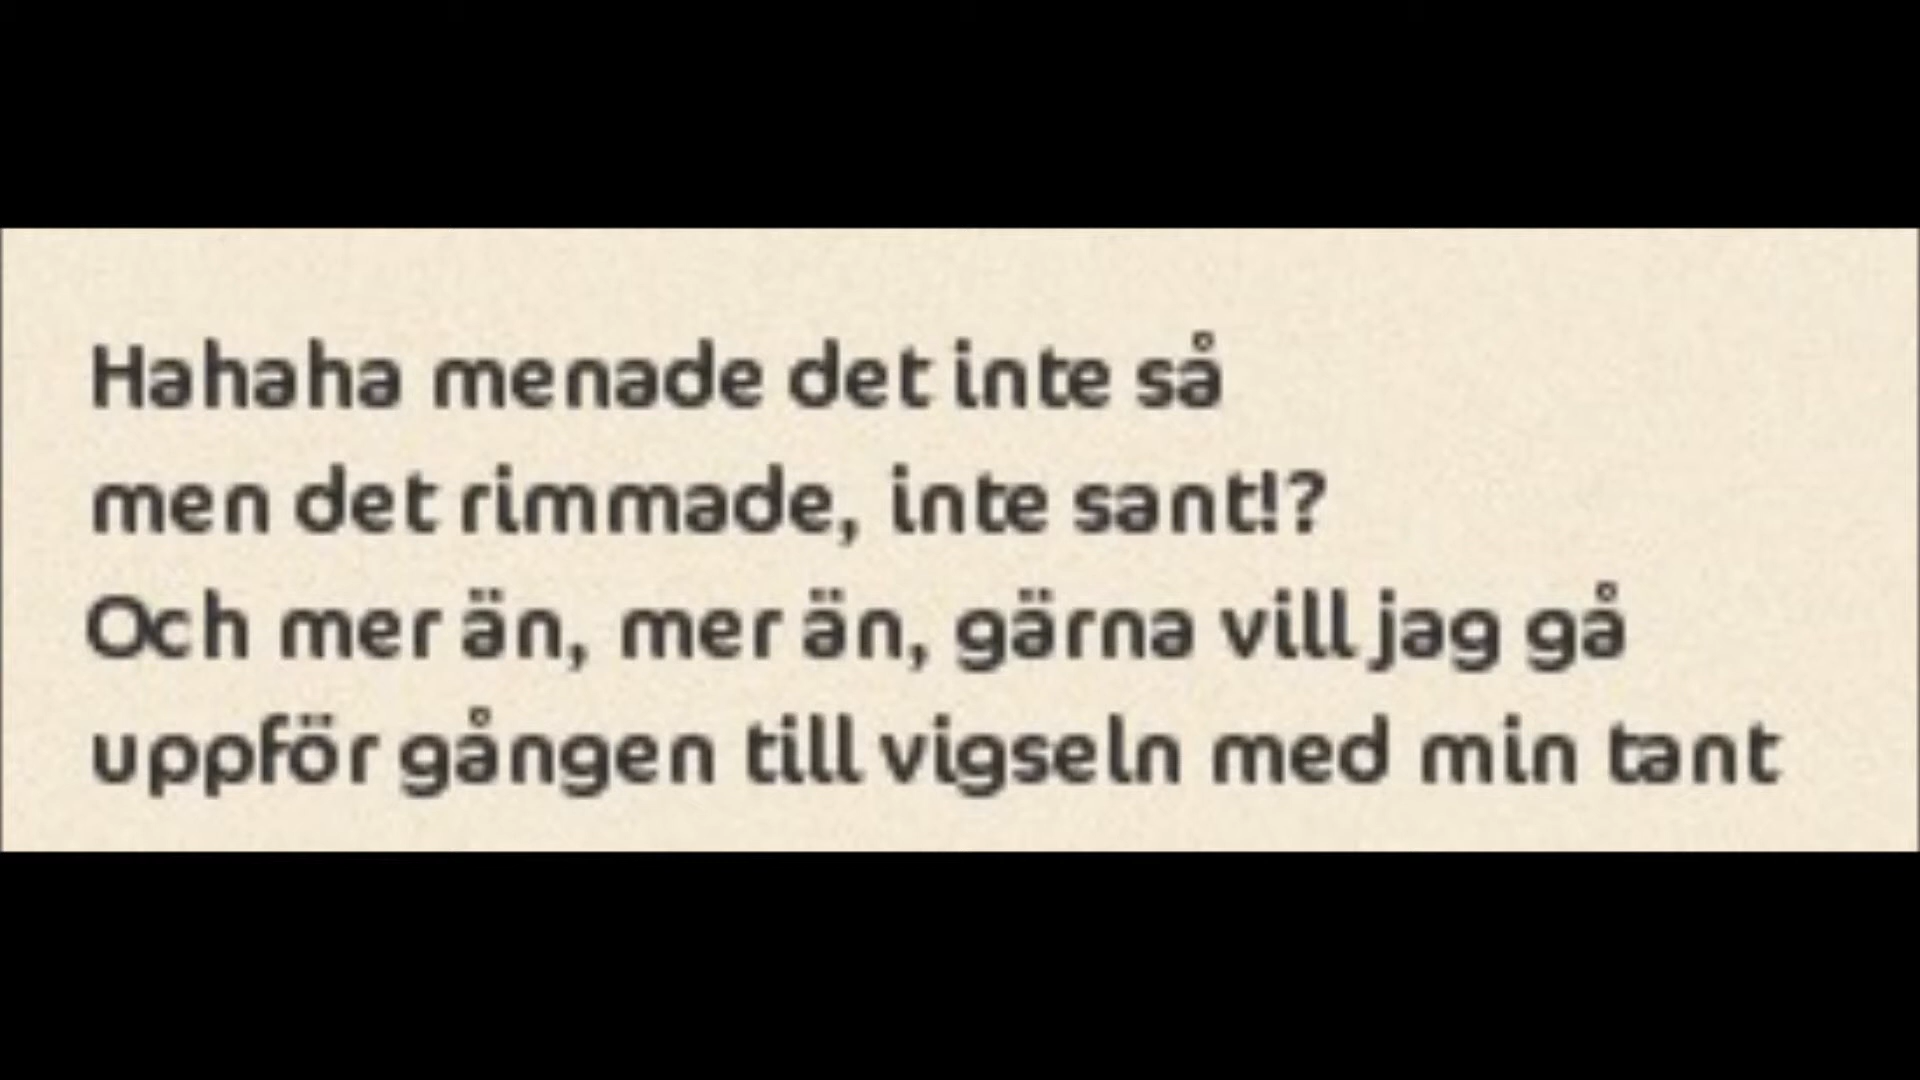 Hahaha menade det inte så
men det rimmade, inte sant!?
Och mer än, mer än, gärna vill jag gå
uppför gången till vigseln med min tant